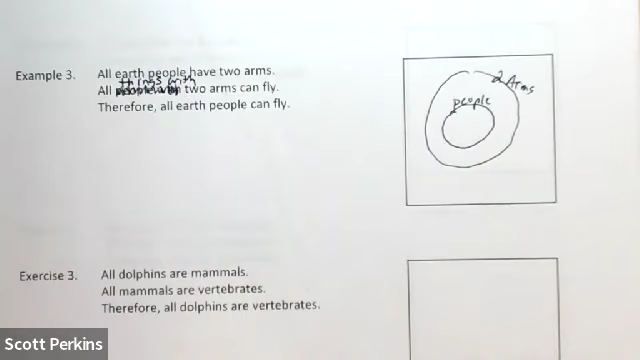 Example 3. All earth people have two arms.
things with
All two arms can fly.
Therefore, all earth people can fly.
2 Arms
people
Exercise 3. All dolphins are mammals.
All mammals are vertebrates.
Therefore, all dolphins are vertebrates.
Scott Perkins